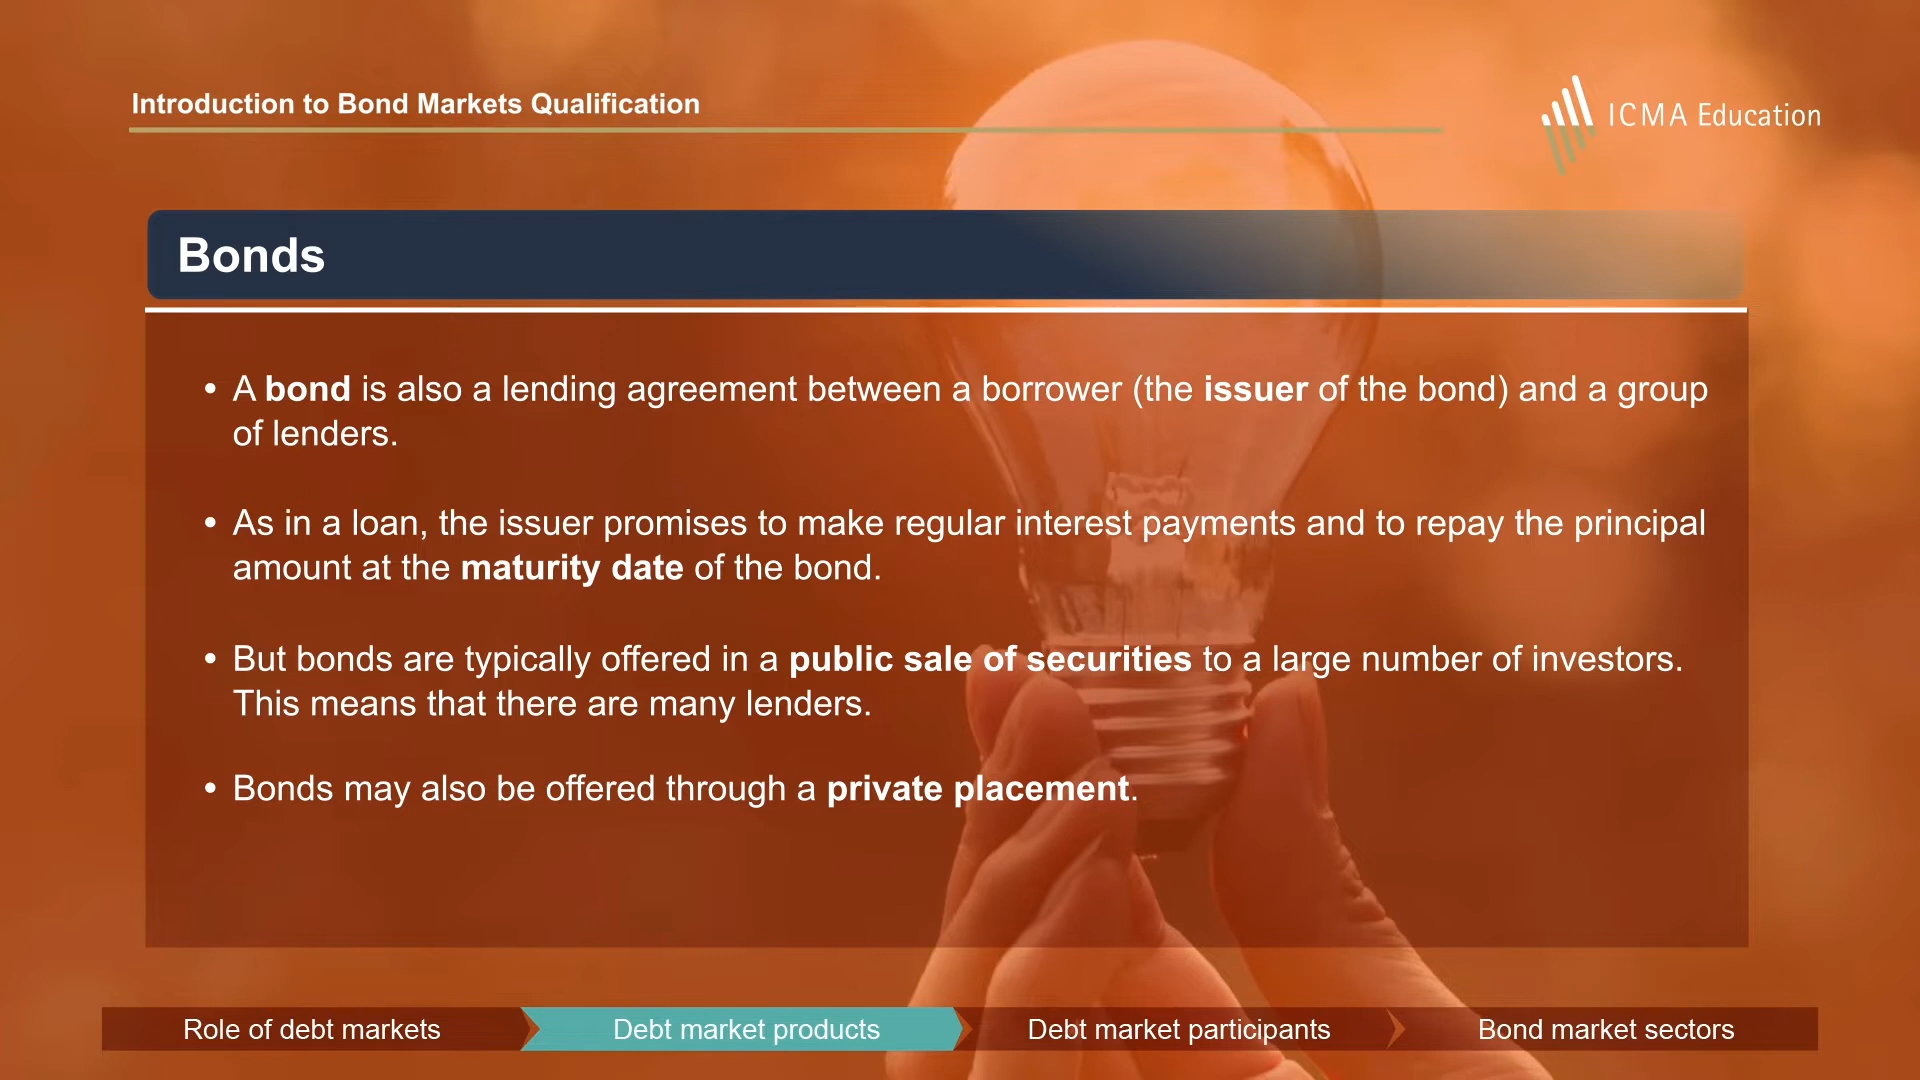 Introduction to Bond Markets Qualification
ICMA Education
Bonds
• A bond is also a lending agreement between a borrower (the issuer of the bond) and a group
of lenders.
• As in a loan, the issuer promises to make regular interest payments and to repay the principal
amount at the maturity date of the bond.
• But bonds are typically offered in a public sale of securities to a large number of investors.
This means that there are many lenders.
• Bonds may also be offered through a private placement.
Role of debt markets
Debt market products
Debt market participants
Bond market sectors